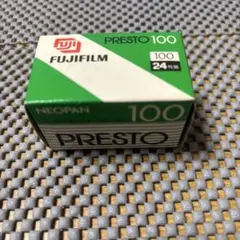 PRESTO 100
FUJI
FUJIFILM
100
24枚撮
NEOPAN
100
PRESTO